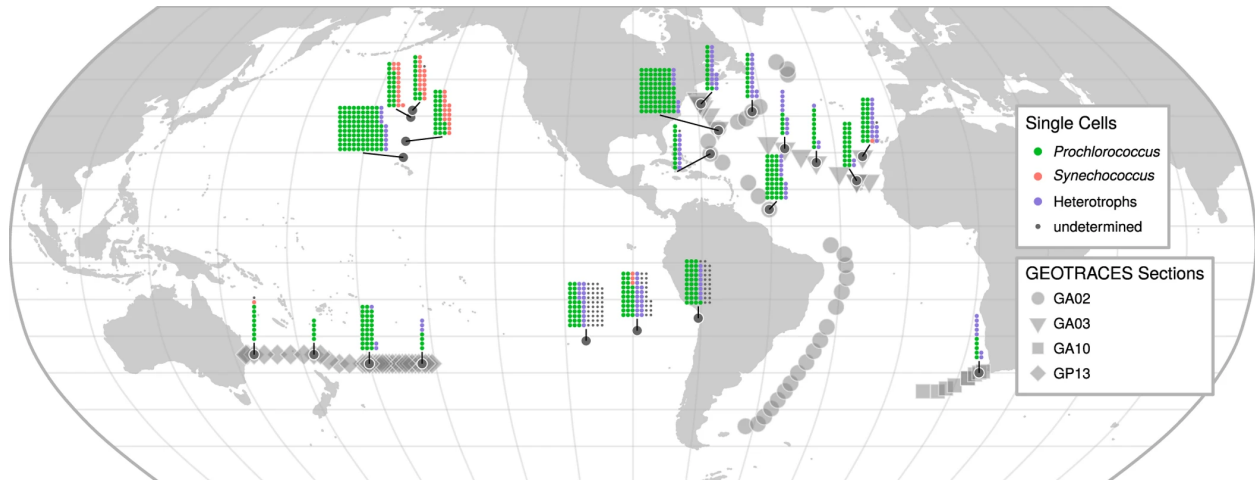 Single Cells
Prochlorococcus
Synechococcus
Heterotrophs
undetermined
GEOTRACES Sections
GA02
GA03
GA10
GP13